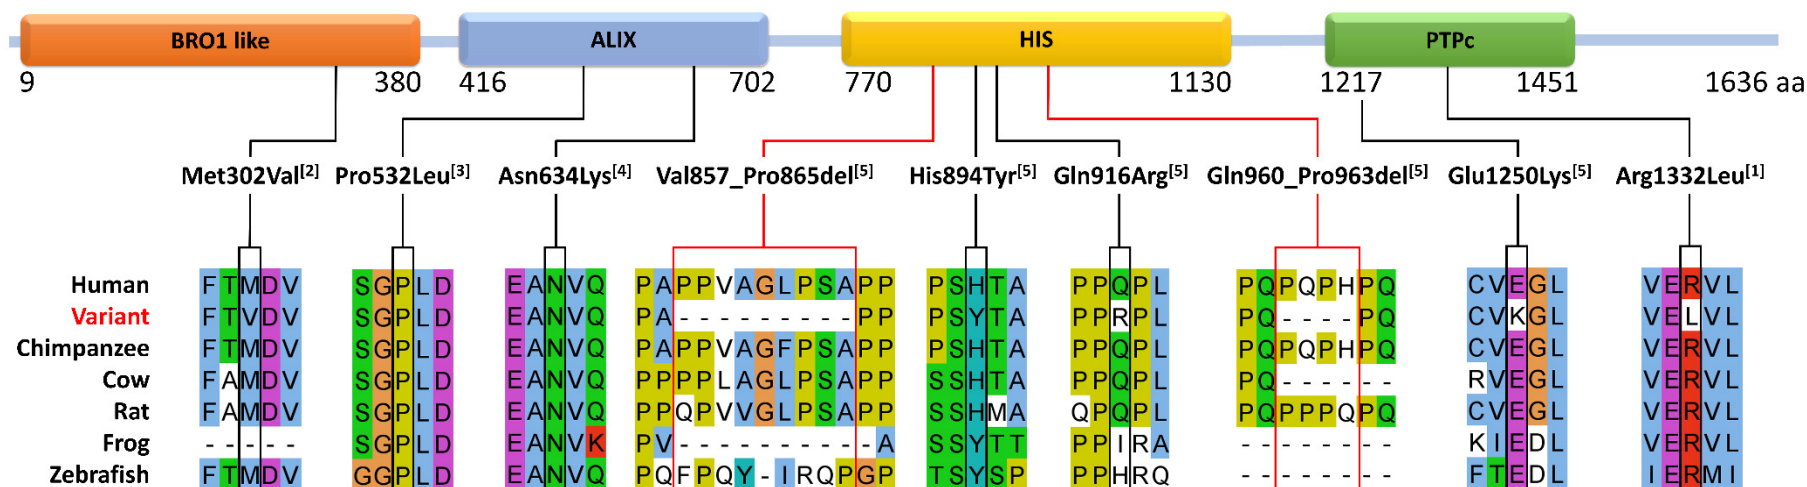 BRO1 like ALIX HIS PTPc
9 380 416 702 770 1130 1217 1451 1636 aa
Met302Val[2] Pro532Leu[3] Asn634Lys[4] Val857_Pro865del[5] His894Tyr[5] Gln916Arg[5] Gln960_Pro963del[5] Glu1250Lys[5] Arg1332Leu[1]
Human FTMDV SGPLD EANVQ PAPPVAGLPSAPP PSHTA PPQPL PQPQPHPQ CVEGL VERVL
Variant FTVDV SGPLD EANVQ PA---------PP PSYTA PPRPL PQ----PQ CVKGL VELVL
Chimpanzee FTMDV SGPLD EANVQ PAPPVAGFPSAPP PSHTA PPQPL PQPQPHPQ CVEGL VERVL
Cow FAMDV SGPLD EANVQ PPPPLAGLPSAPP SSHTA PPQPL PQ------ RVEGL VERVL
Rat FAMDV SGPLD EANVQ PPQPVVGLPSAPP SSHMA QPQPL PQPPPQPQ CVEGL VERVL
Frog ----- SGPLD EANVK PV----------A SSYTT PPIRA -------- KIEDL VERVL
Zebrafish FTMDV GGPLD EANVQ PQFPQY-IRQPGP TSYSP PPHRQ -------- FTEDL IERMI